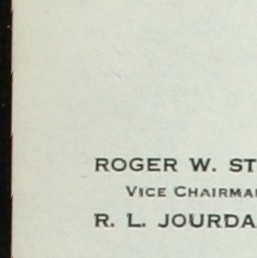 ROGER W. ST
VICE CHAIRMA
R. L. JOURDA